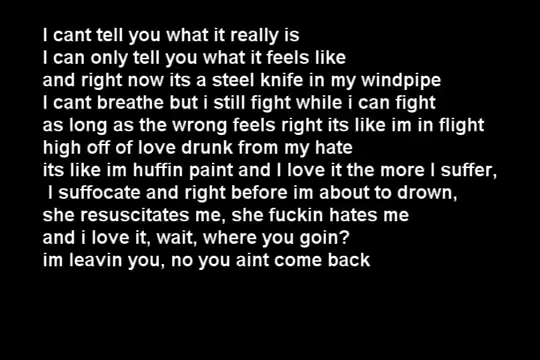 I cant tell you what it really is
I can only tell you what it feels like
and right now its a steel knife in my windpipe
I cant breathe but i still fight while i can fight
as long as the wrong feels right its like im in flight
high off of love drunk from my hate
its like im huffin paint and I love it the more I suffer,
I suffocate and right before im about to drown,
she resuscitates me, she fuckin hates me
and i love it, wait, where you goin?
im leavin you, no you aint come back